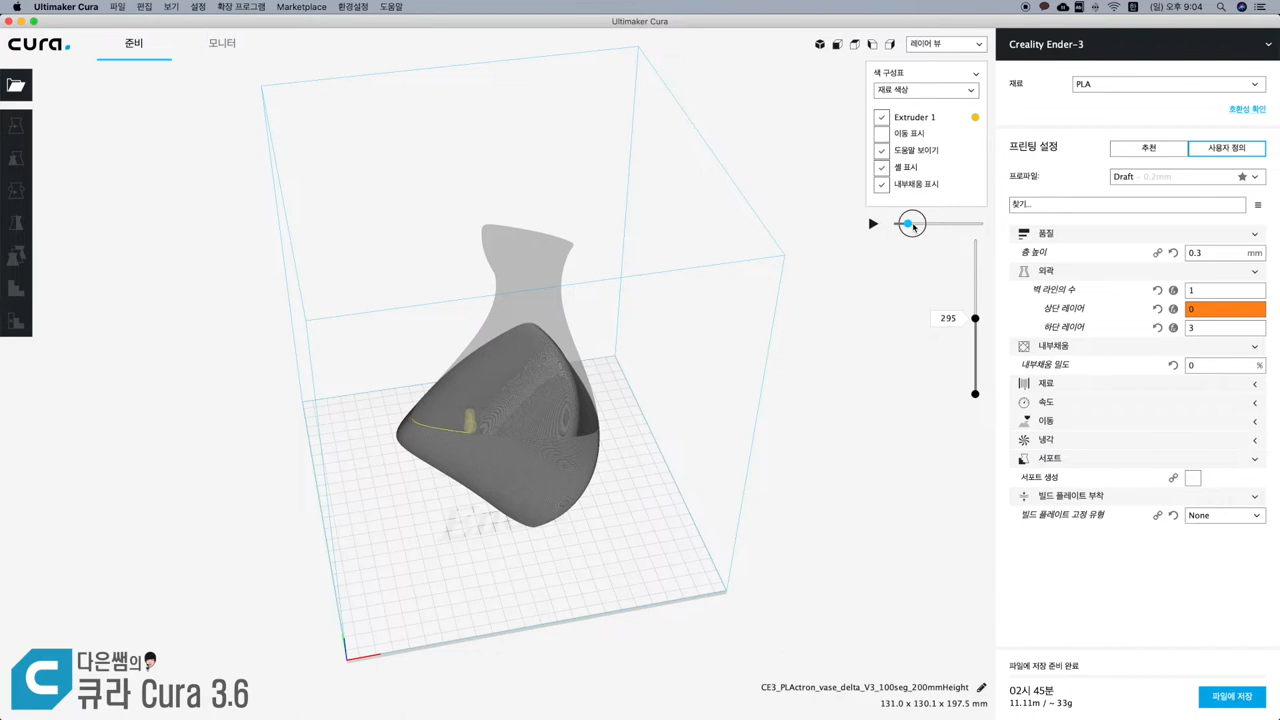 Ultimaker Cura 파일 편집 보기 설정 확장 프로그램 Marketplace 환경설정 도움말
(일) 오후 9:04
Ultimaker Cura
cura.
준비
모니터
레이어 뷰
Creality Ender-3
색 구성표
재료 색상
Extruder 1
이동 표시
도움말 보이기
셸 표시
내부채움 표시
295
재료
PLA
호환성 확인
프린팅 설정
추천
사용자 정의
프로파일:
Draft - 0.2mm
찾기...
품질
층 높이
0.3 mm
외곽
벽 라인의 수
1
상단 레이어
0
하단 레이어
3
내부채움
내부채움 밀도
0 %
재료
속도
이동
냉각
서포트
서포트 생성
빌드 플레이트 부착
빌드 플레이트 고정 유형
None
C
다은쌤의
큐라 Cura 3.6
CE3_PLActron_vase_delta_V3_100seg_200mmHeight
131.0 x 130.1 x 197.5 mm
파일에 저장 준비 완료
02시 45분
11.11m / ~ 33g
파일에 저장